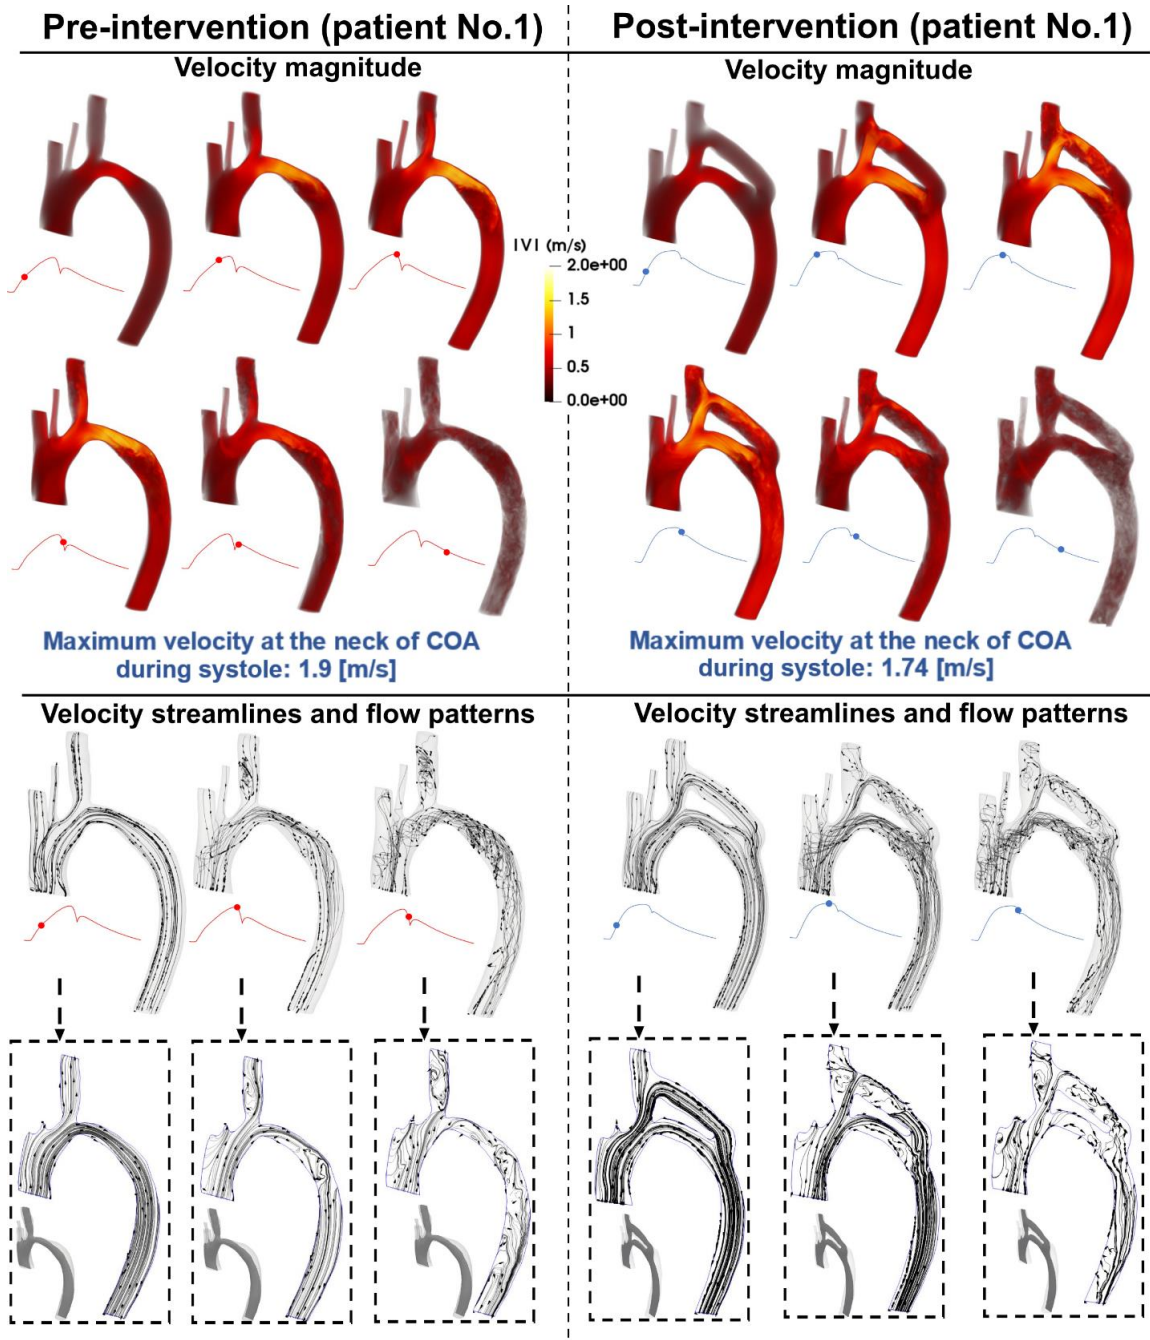 Pre-intervention (patient No.1)
Post-intervention (patient No.1)
Velocity magnitude
Velocity magnitude
|V| (m/s)
2.0e+00
1.5
1
0.5
0.0e+00
Maximum velocity at the neck of COA
during systole: 1.9 [m/s]
Maximum velocity at the neck of COA
during systole: 1.74 [m/s]
Velocity streamlines and flow patterns
Velocity streamlines and flow patterns